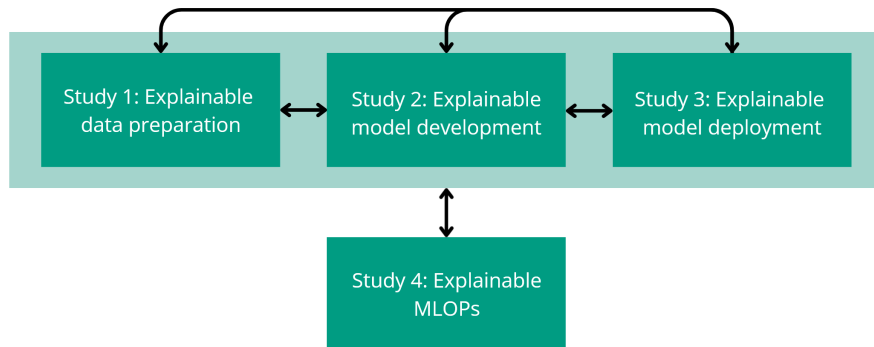 Study 1: Explainable
data preparation
Study 2: Explainable
model development
Study 3: Explainable
model deployment
Study 4: Explainable
MLOPs